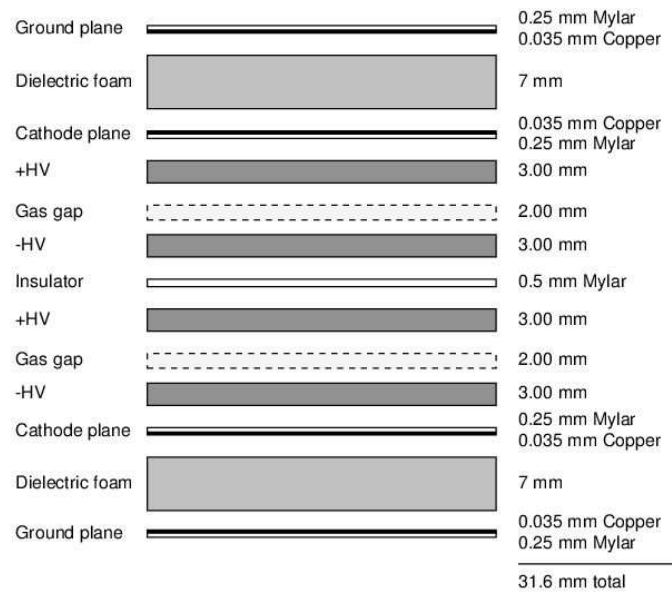 Ground plane
0.25 mm Mylar
0.035 mm Copper
Dielectric foam
7 mm
Cathode plane
0.035 mm Copper
0.25 mm Mylar
+HV
3.00 mm
Gas gap
2.00 mm
-HV
3.00 mm
Insulator
0.5 mm Mylar
+HV
3.00 mm
Gas gap
2.00 mm
-HV
3.00 mm
Cathode plane
0.25 mm Mylar
0.035 mm Copper
Dielectric foam
7 mm
Ground plane
0.035 mm Copper
0.25 mm Mylar
31.6 mm total